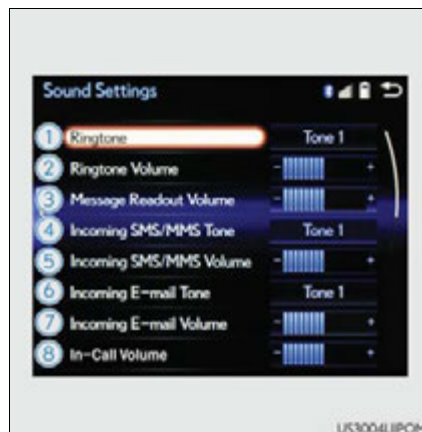 Sound Settings
1 Ringtone Tone 1
2 Ringtone Volume - +
3 Message Readout Volume - +
4 Incoming SMS/MMS Tone Tone 1
5 Incoming SMS/MMS Volume - +
6 Incoming E-mail Tone Tone 1
7 Incoming E-mail Volume - +
8 In-Call Volume - +
US3004UIPOM